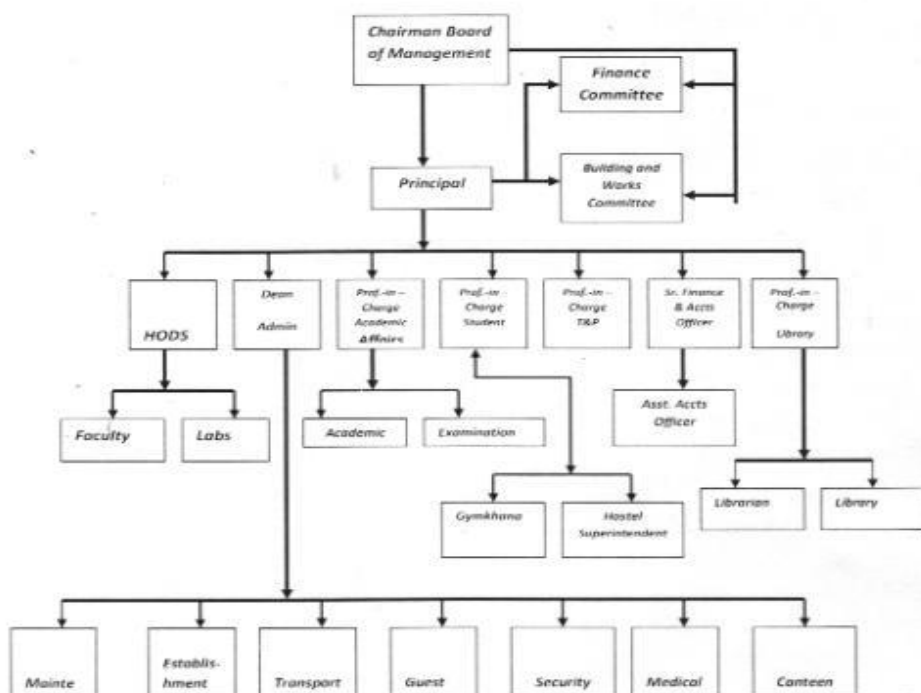 Chairman Board
of Management
Finance
Committee
Principal
Building and
Works
Committee
HODS
Dean
Admin
Prof.-in –
Charge
Academic
Affairs
Prof.-in
Charge
Student
Prof.-in –
Charge
T&P
Sr. Finance
& Accts
Officer
Prof.-in –
Charge
Library
Faculty
Labs
Academic
Examination
Asst. Accts
Officer
Gymkhana
Hostel
Superintendent
Librarian
Library
Mainte
Establis-
hment
Transport
Guest
Security
Medical
Canteen